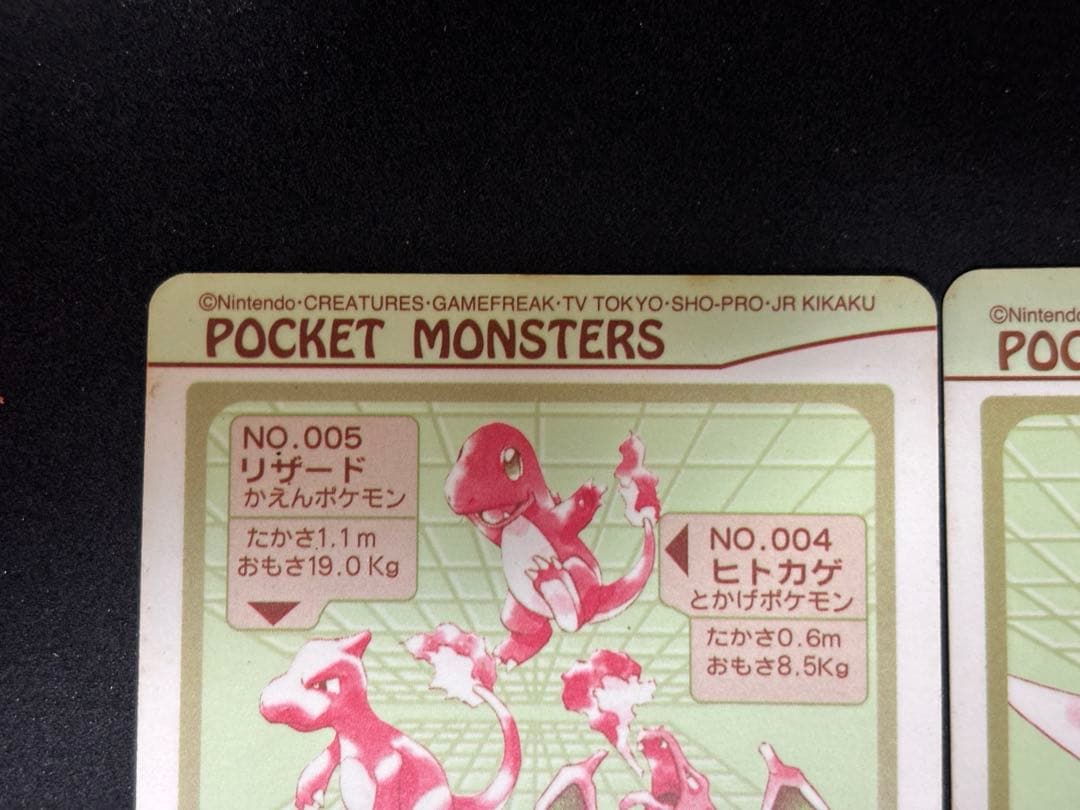 ©Nintendo·CREATURES·GAMEFREAK·TV TOKYO·SHO-PRO·JR KIKAKU
POCKET MONSTERS
NO.005
リザード
かえんポケモン
たかさ1.1m
おもさ19.0Kg
NO.004
ヒトカゲ
とかげポケモン
たかさ0.6m
おもさ8.5Kg
©Nintendo
POC